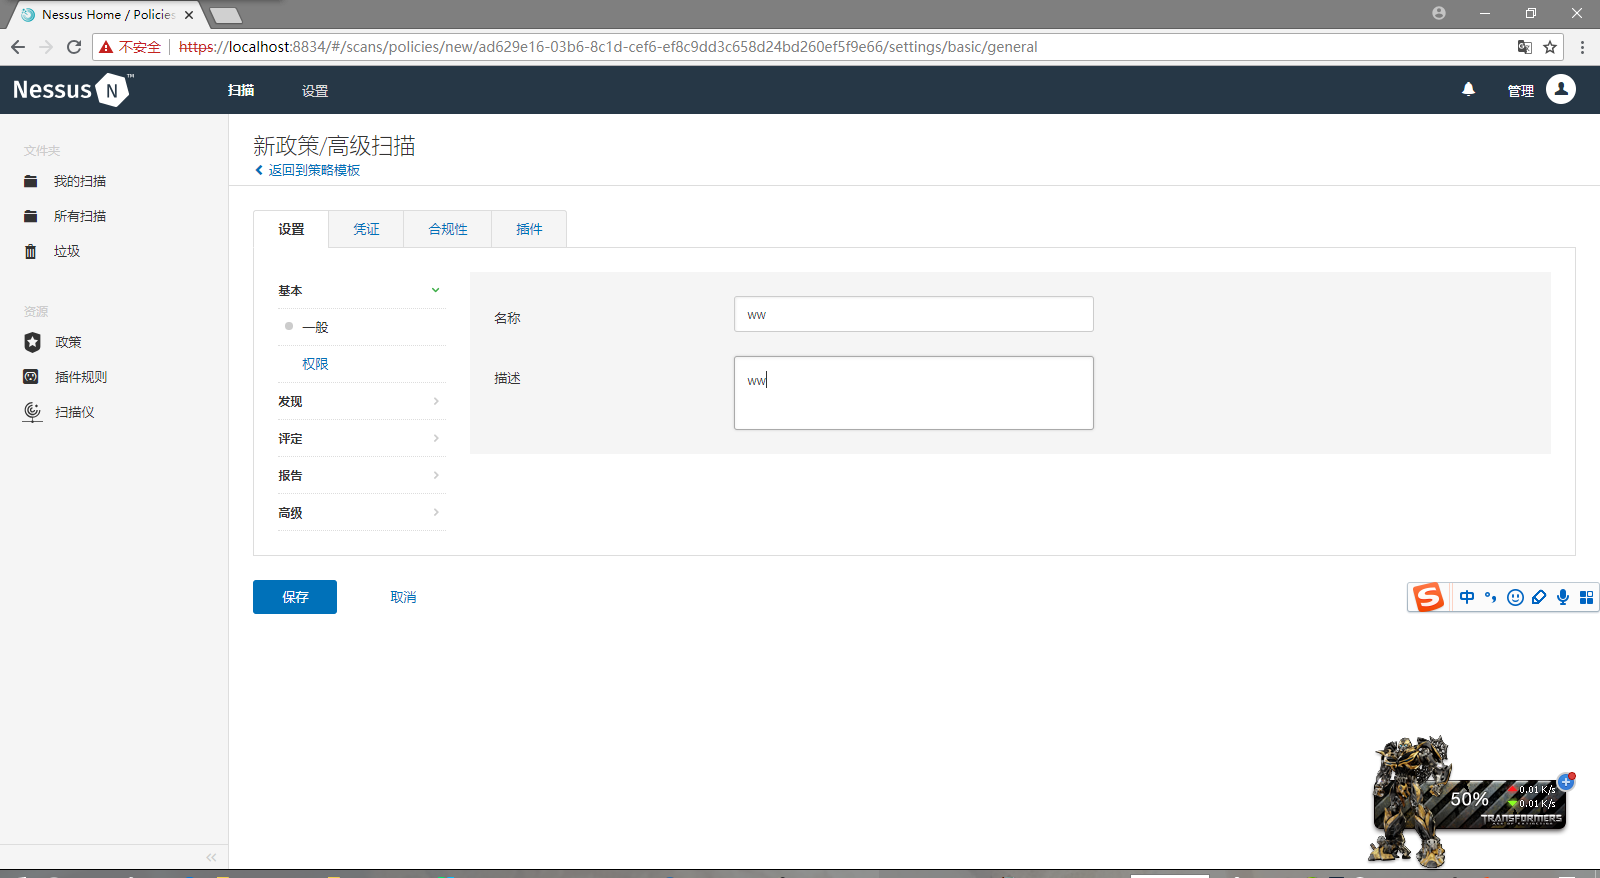 Nessus Home / Policies
不安全 https://localhost:8834/#/scans/policies/new/ad629e16-03b6-8c1d-cef6-ef8c9dd3c658d24bd260ef5f9e66/settings/basic/general
Nessus N ™
扫描
设置
管理
文件夹
我的扫描
所有扫描
垃圾
资源
政策
插件规则
扫描仪
新政策/高级扫描
返回到策略模板
设置
凭证
合规性
插件
基本
一般
权限
发现
评定
报告
高级
名称
ww
描述
ww
保存
取消
S 中
50%
0.01 K/s
0.01 K/s
TRANSFORMERS